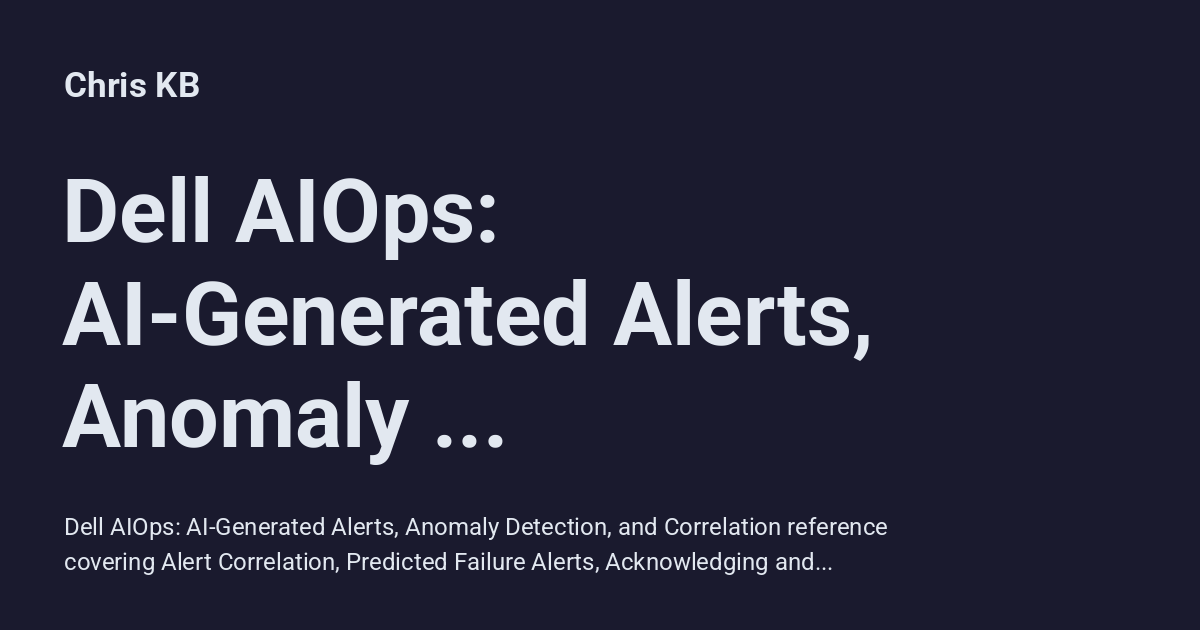 Chris KB
Dell AIOps:
AI-Generated Alerts,
Anomaly ...
Dell AIOps: AI-Generated Alerts, Anomaly Detection, and Correlation reference
covering Alert Correlation, Predicted Failure Alerts, Acknowledging and...